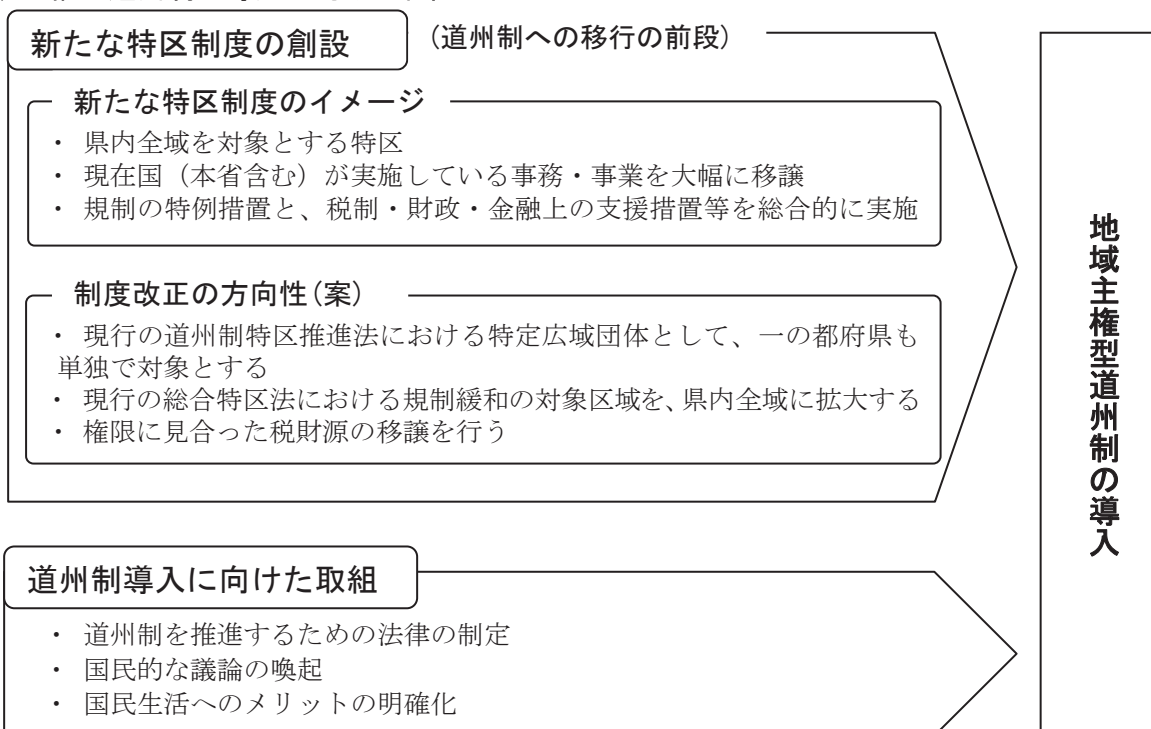 新たな特区制度の創設
(道州制への移行の前段)
新たな特区制度のイメージ
・ 県内全域を対象とする特区
・ 現在国（本省含む）が実施している事務・事業を大幅に移譲
・ 規制の特例措置と、税制・財政・金融上の支援措置等を総合的に実施
制度改正の方向性(案)
・ 現行の道州制特区推進法における特定広域団体として、一の都府県も
単独で対象とする
・ 現行の総合特区法における規制緩和の対象区域を、県内全域に拡大する
・ 権限に見合った税財源の移譲を行う
道州制導入に向けた取組
・ 道州制を推進するための法律の制定
・ 国民的な議論の喚起
・ 国民生活へのメリットの明確化
地域主権型道州制の導入